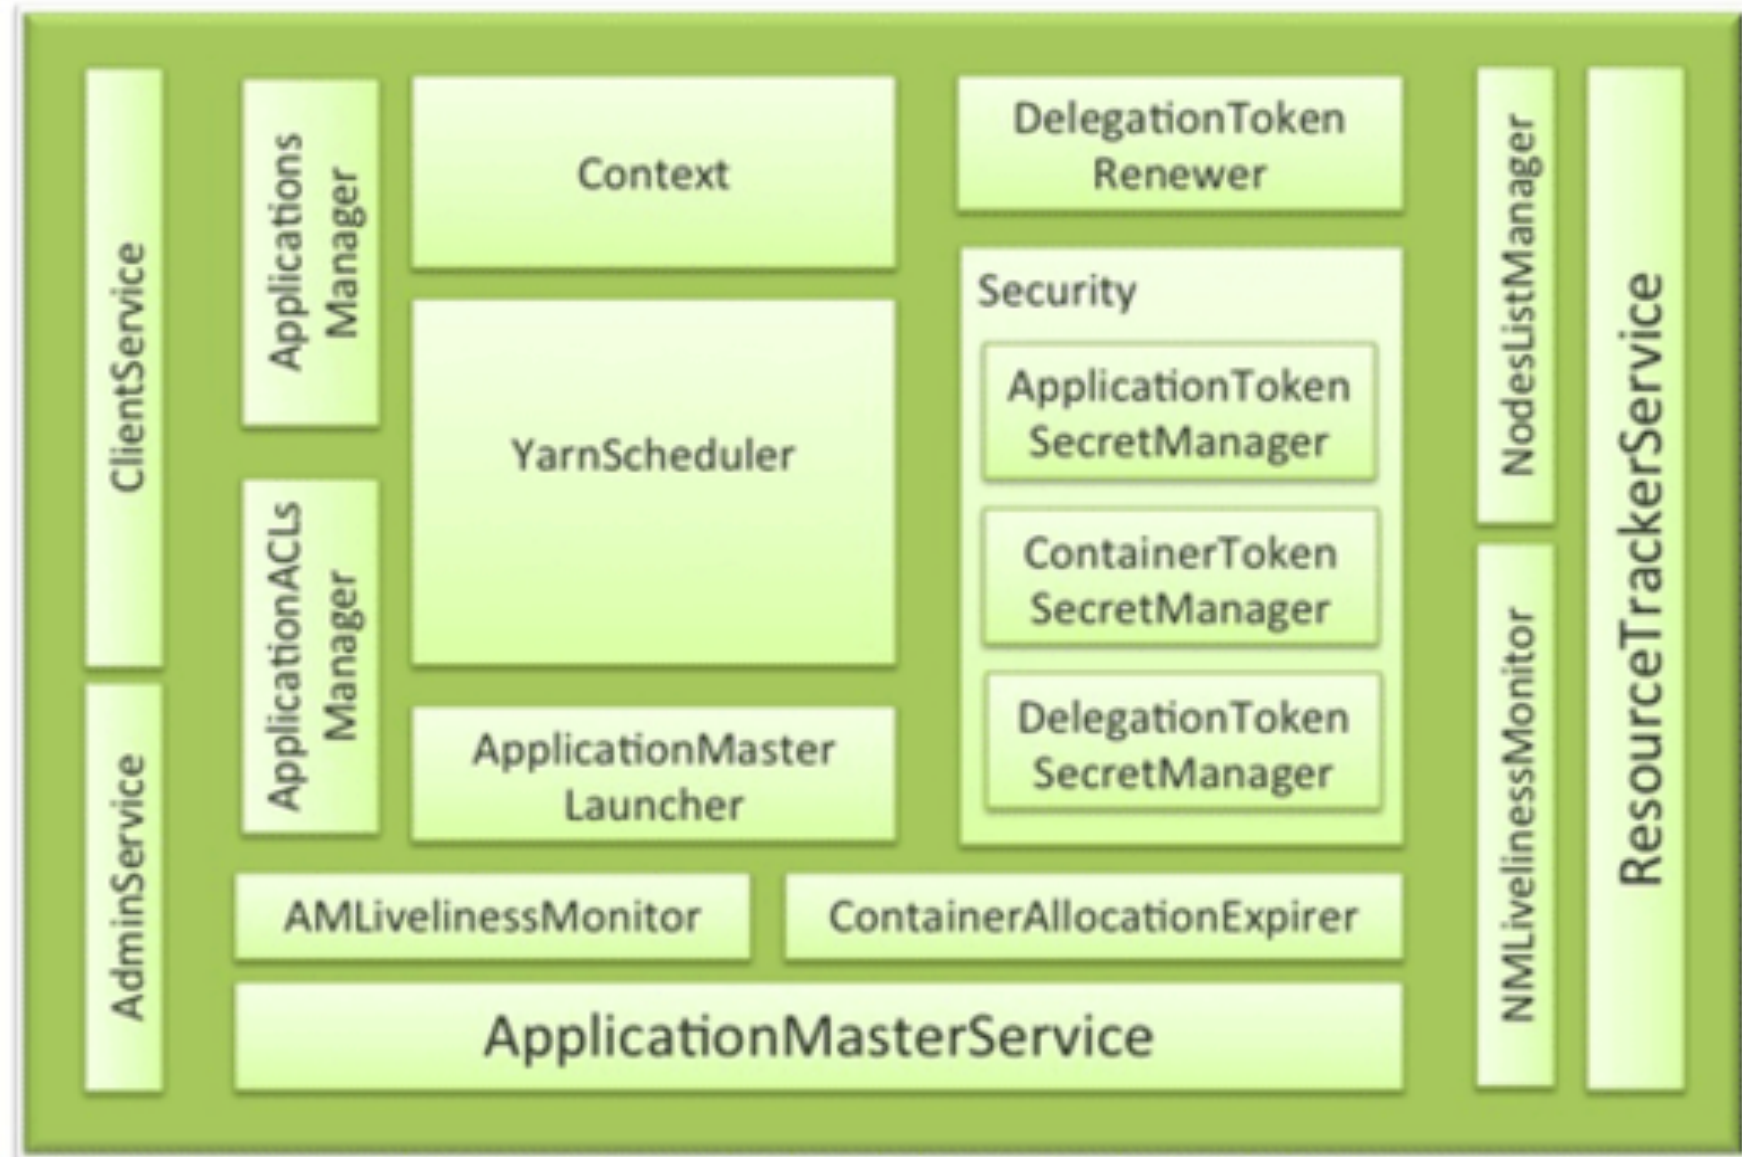 ClientService
AdminService
Applications
Manager
ApplicationACLs
Manager
Context
YarnScheduler
ApplicationMaster
Launcher
DelegationToken
Renewer
Security
ApplicationToken
SecretManager
ContainerToken
SecretManager
DelegationToken
SecretManager
AMLivelinessMonitor
ContainerAllocationExpirer
ApplicationMasterService
NodesListManager
NMLivelinessMonitor
ResourceTrackerService